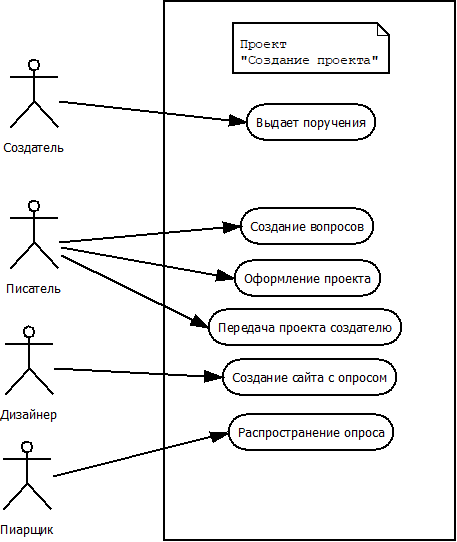 Проект
"Создание проекта"
Создатель
Выдает поручения
Писатель
Создание вопросов
Оформление проекта
Передача проекта создателю
Дизайнер
Создание сайта с опросом
Пиарщик
Распространение опроса